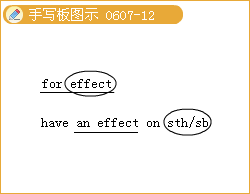 手写板图示 0607-12
for effect
have an effect on sth/sb